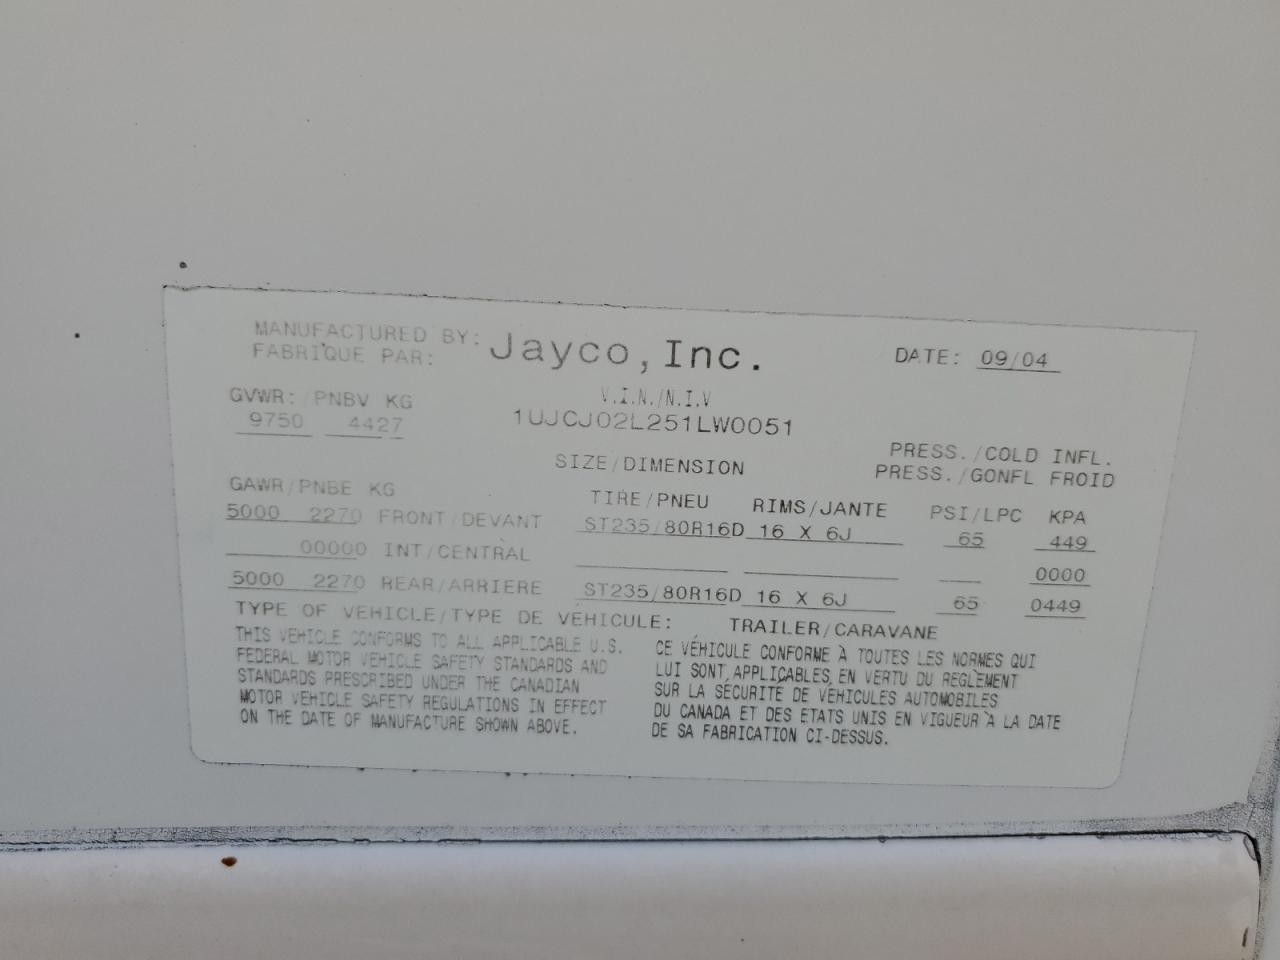 MANUFACTURED BY: Jayco, Inc. DATE: 09/04
FABRIQUE PAR:
GVWR: / PNBV KG V.I.N./N.I.V
9750 4427 1UJCJ02L251LW0051
PRESS./COLD INFL.
SIZE/DIMENSION PRESS./GONFL FROID
GAWR/PNBE KG TIRE/PNEU RIMS/JANTE PSI/LPC KPA
5000 2270 FRONT/DEVANT ST235/80R16D 16 X 6J 65 449
00000 INT/CENTRAL 0000
5000 2270 REAR/ARRIERE ST235/80R16D 16 X 6J 65 0449
TYPE OF VEHICLE/TYPE DE VÉHICULE: TRAILER/CARAVANE
THIS VEHICLE CONFORMS TO ALL APPLICABLE U.S.
FEDERAL MOTOR VEHICLE SAFETY STANDARDS AND
STANDARDS PRESCRIBED UNDER THE CANADIAN
MOTOR VEHICLE SAFETY REGULATIONS IN EFFECT
ON THE DATE OF MANUFACTURE SHOWN ABOVE.
CE VÉHICULE CONFORME À TOUTES LES NORMES QUI
LUI SONT APPLICABLES EN VERTU DU RÈGLEMENT
SUR LA SÉCURITÉ DE VÉHICULES AUTOMOBILES
DU CANADA ET DES ÉTATS UNIS EN VIGUEUR À LA DATE
DE SA FABRICATION CI-DESSUS.